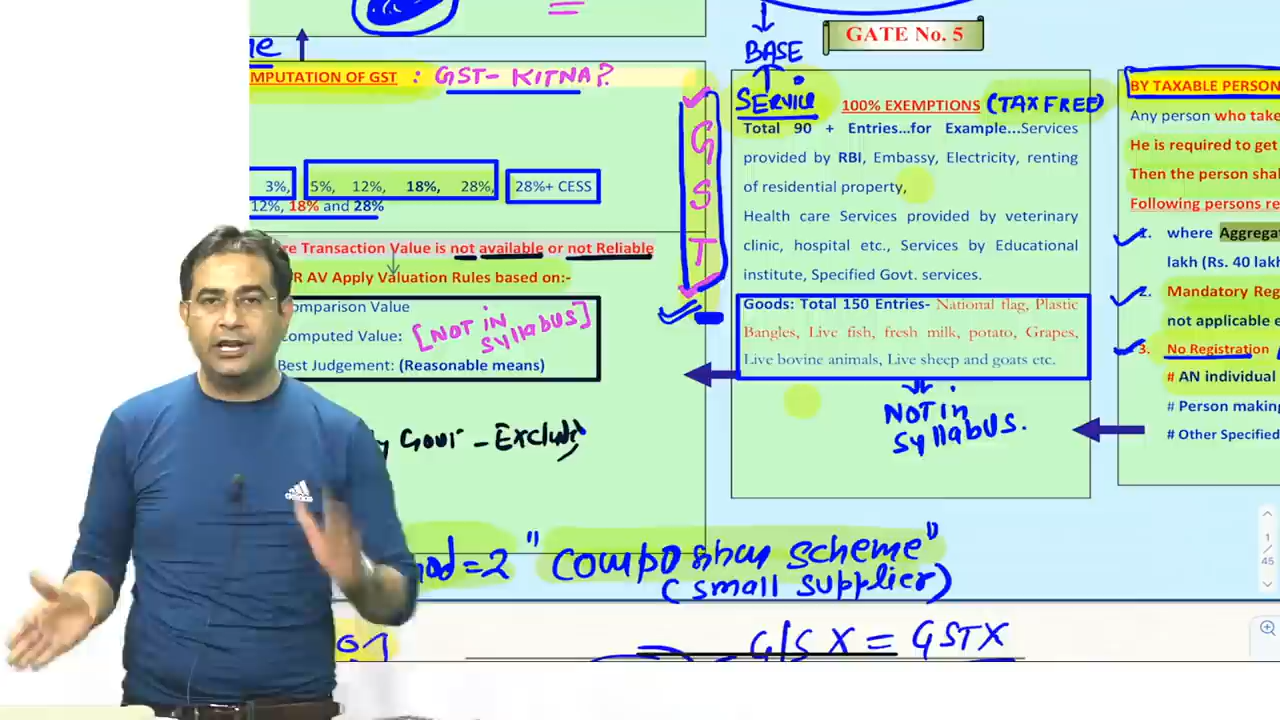 me
BASE
GATE No. 5
MPUTATION OF GST : GST- KITNA?
3%, 5%, 12%, 18%, 28%, 28%+ CESS
12%, 18% and 28%
re Transaction Value is not available or not Reliable
R AV Apply Valuation Rules based on:-
omparison Value
omputed Value: [NOT in syllabus]
Best Judgement: (Reasonable means)
y Govt - Exclude
GST
SERVICE
100% EXEMPTIONS (TAX FREE)
Total 90 + Entries...for Example...Services
provided by RBI, Embassy, Electricity, renting
of residential property,
Health care Services provided by veterinary
clinic, hospital etc., Services by Educational
institute, Specified Govt. services.
Goods: Total 150 Entries- National flag, Plastic
Bangles, Live fish, fresh milk, potato, Grapes,
Live bovine animals, Live sheep and goats etc.
NOT in
syllabus.
BY TAXABLE PERSON
Any person who take
He is required to get
Then the person shal
Following persons re
1. where Aggregat
lakh (Rs. 40 lakh
2. Mandatory Reg
not applicable e
3. No Registration
# AN individual
# Person making
# Other Specified
od=2 "composition scheme"
(small supplier)
G/S X = GST X
1
/
45
adidas